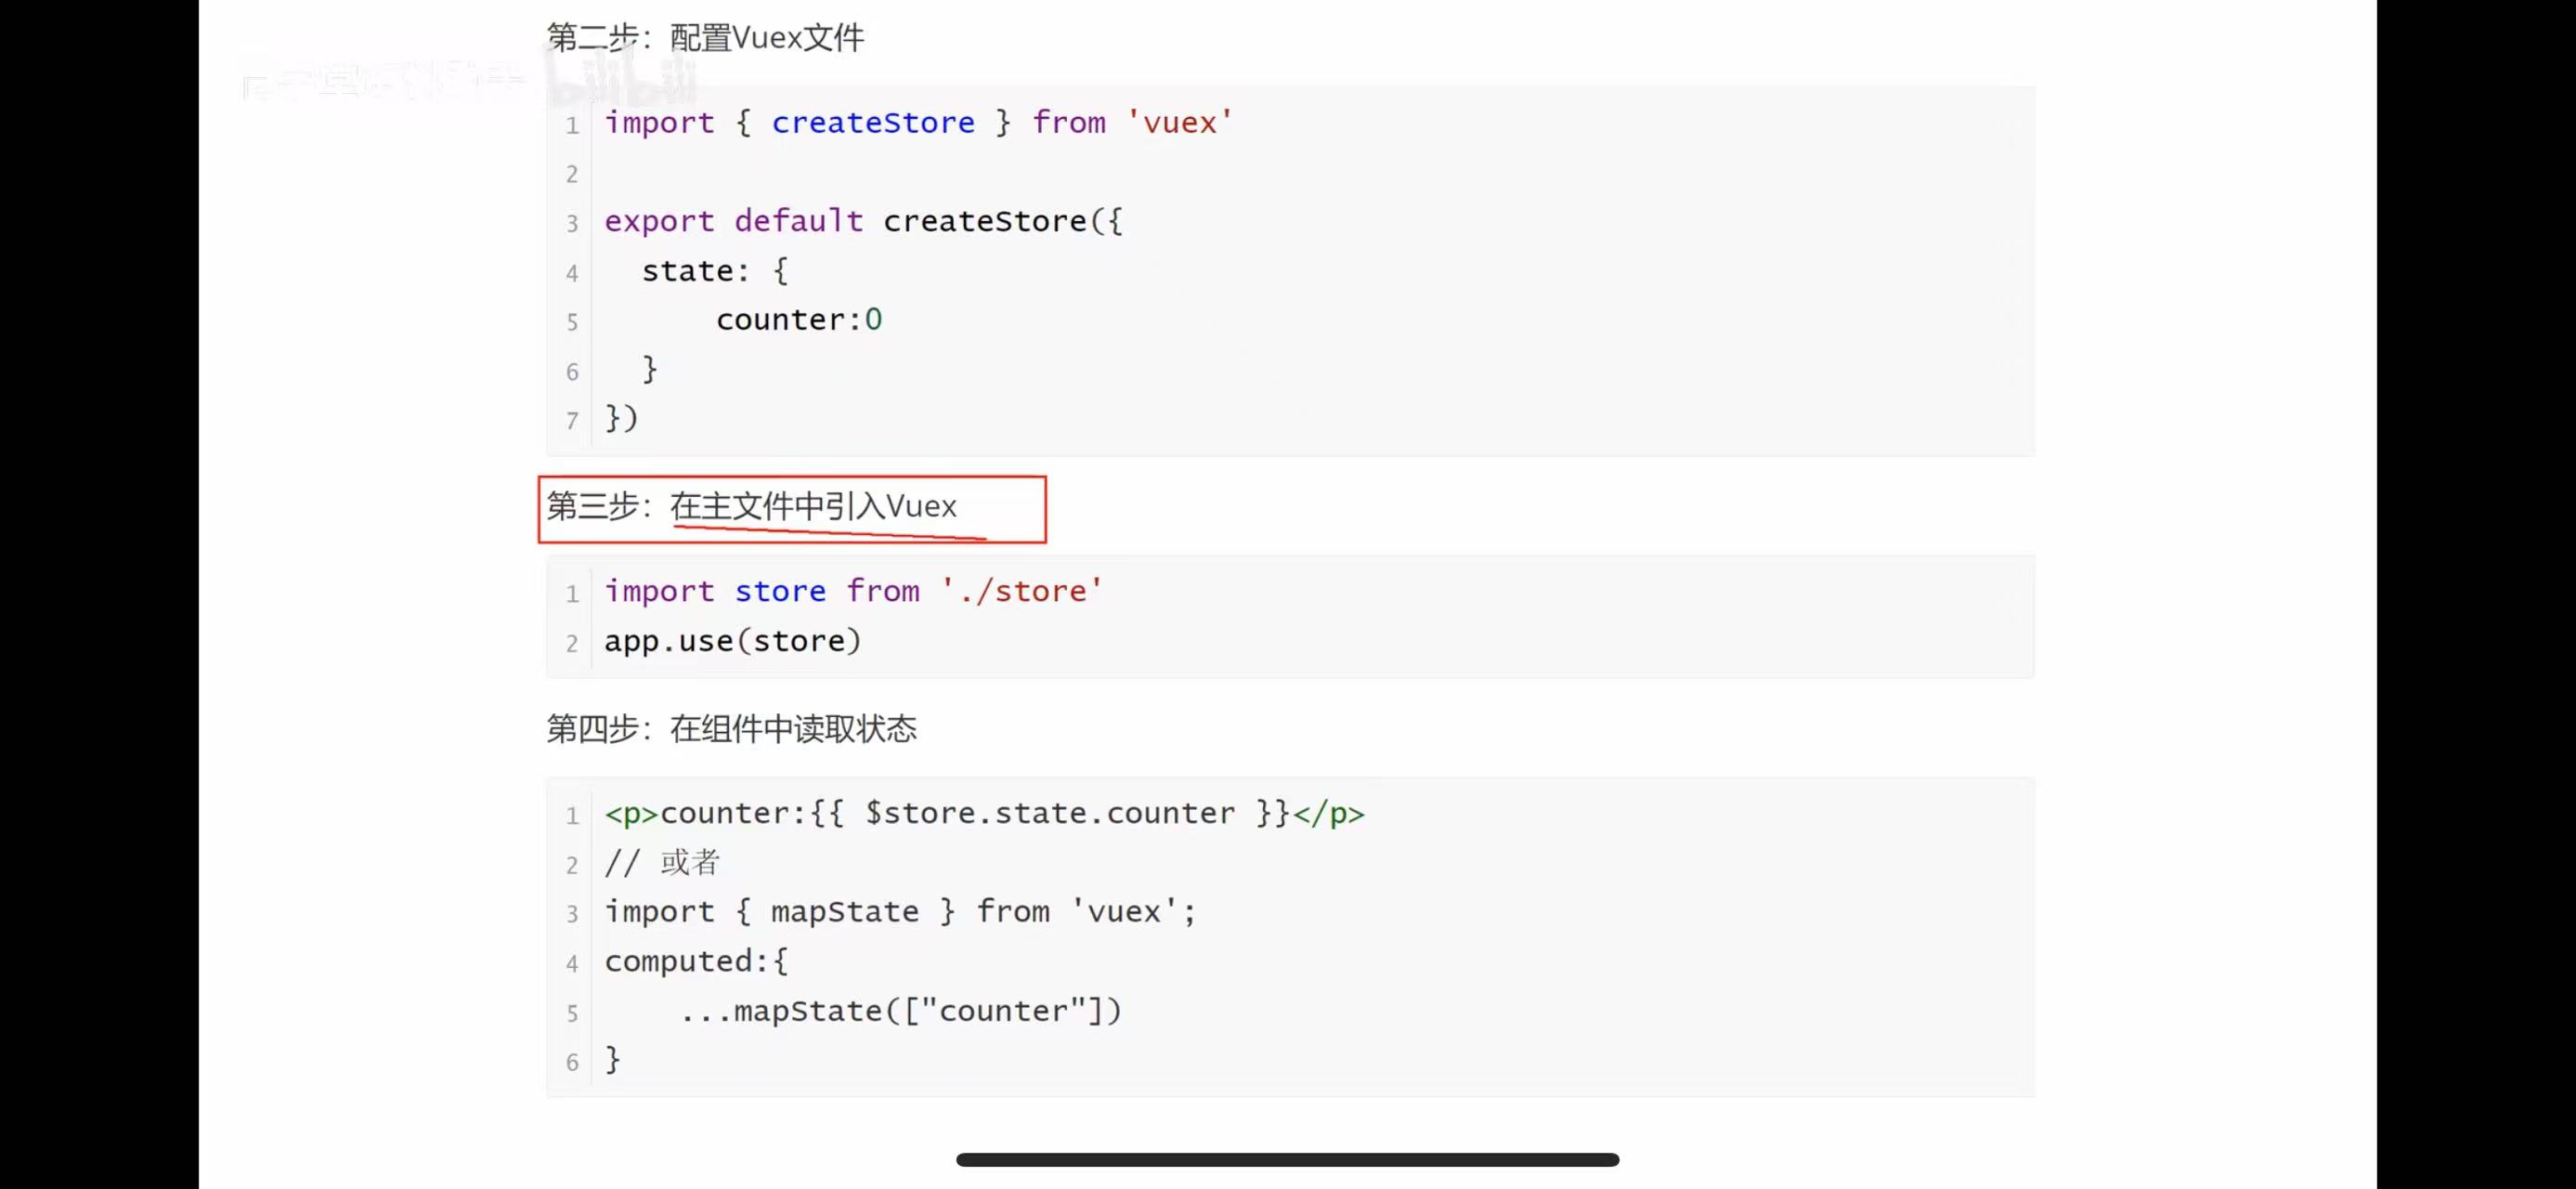 第二步：配置Vuex文件
bilibili
1 import { createStore } from 'vuex'
2
3 export default createStore({
4 state: {
5 counter:0
6 }
7 })
第三步：在主文件中引入Vuex
1 import store from './store'
2 app.use(store)
第四步：在组件中读取状态
1 <p>counter:{{ $store.state.counter }}</p>
2 // 或者
3 import { mapState } from 'vuex';
4 computed:{
5 ...mapState(["counter"])
6 }